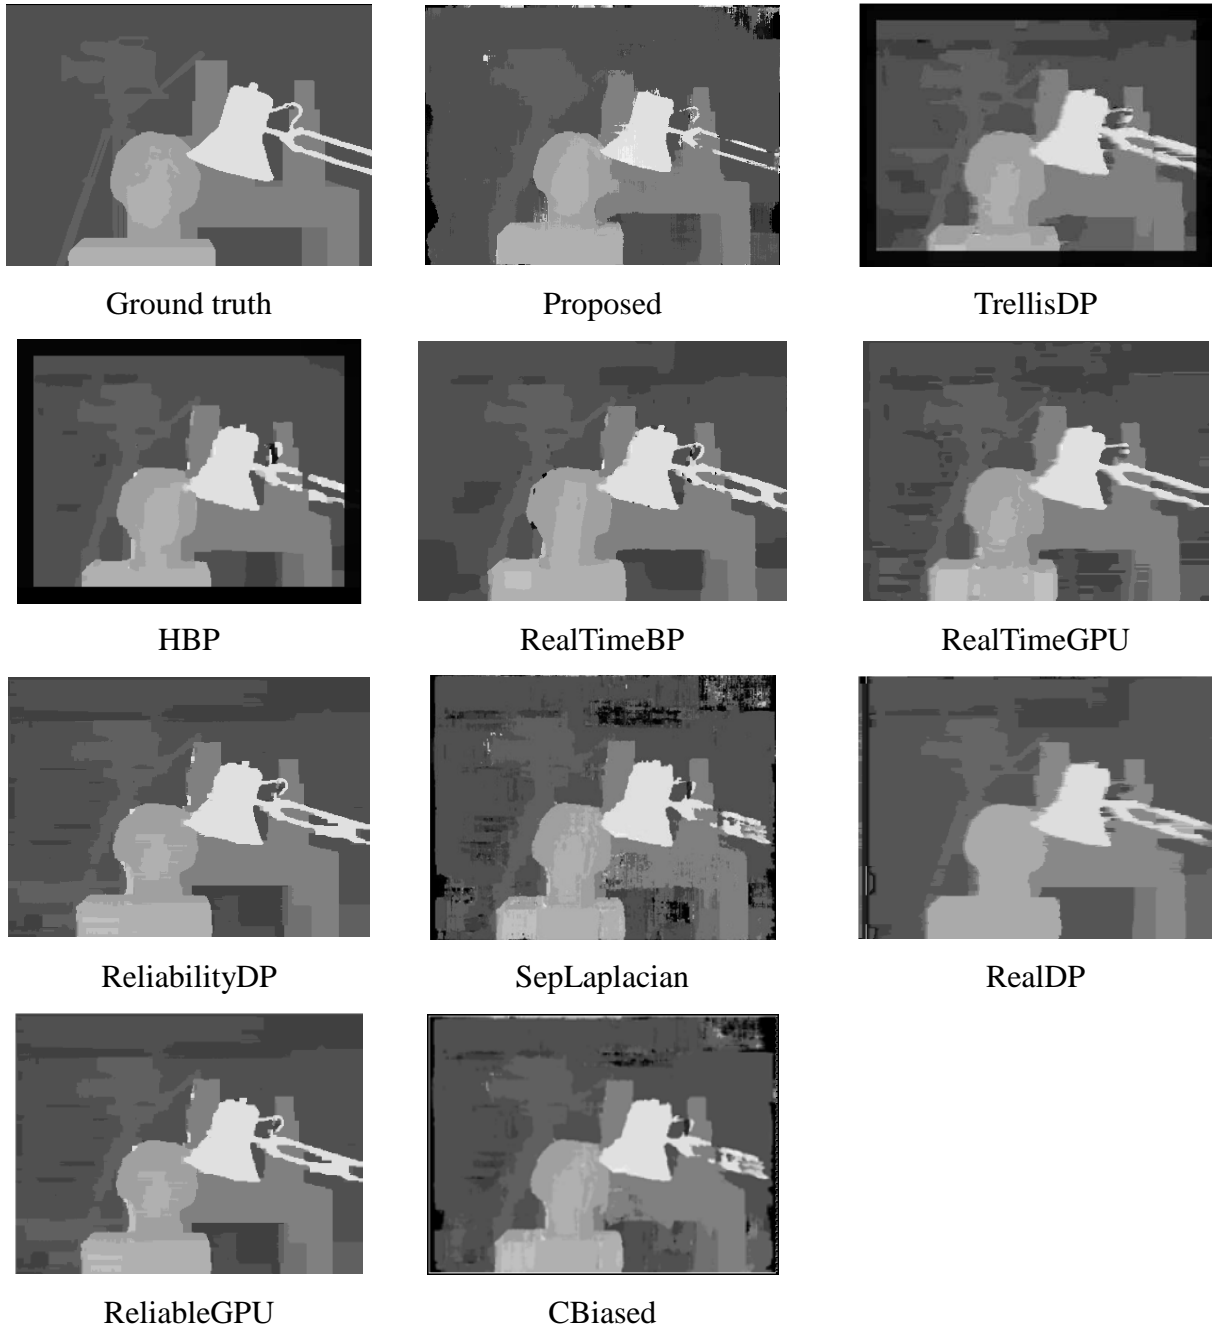 Ground truth
Proposed
TrellisDP
HBP
RealTimeBP
RealTimeGPU
ReliabilityDP
SepLaplacian
RealDP
ReliableGPU
CBiased